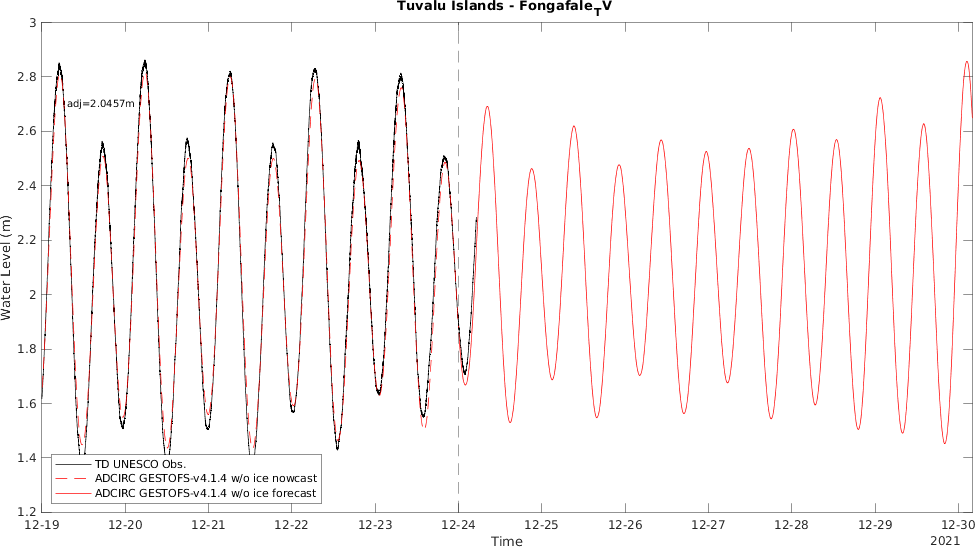 Tuvalu Islands - Fongafale_TV
3
2.8
adj=2.0457m
2.6
2.4
2.2
Water Level (m)
2
1.8
1.6
1.4
TD UNESCO Obs.
ADCIRC GESTOFS-v4.1.4 w/o ice nowcast
ADCIRC GESTOFS-v4.1.4 w/o ice forecast
1.2
12-19 12-20 12-21 12-22 12-23 12-24 12-25 12-26 12-27 12-28 12-29 12-30
Time
2021